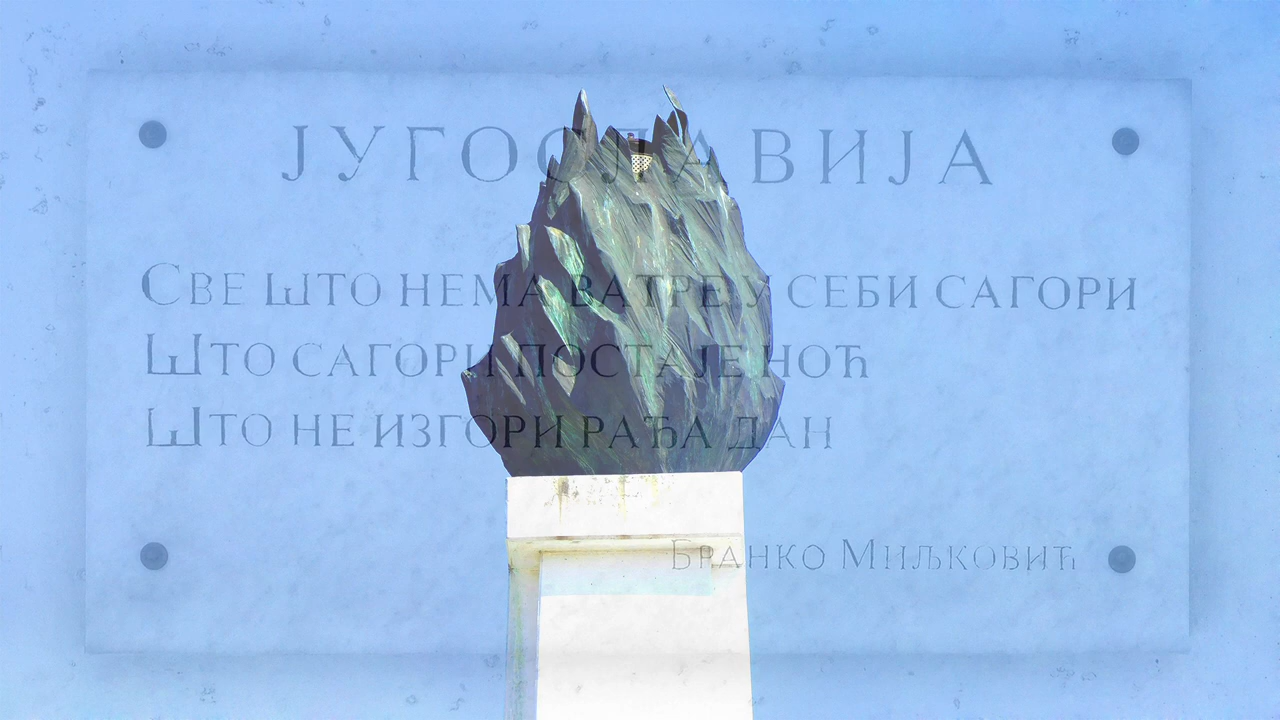 ЈУГОСЛАВИЈА
СВЕ ШТО НЕМА ВАТРЕ У СЕБИ САГОРИ
ШТО САГОРИ ПОСТАЈЕ НОЋ
ШТО НЕ ИЗГОРИ РАЂА ДАН
БРАНКО МИЉКОВИЋ